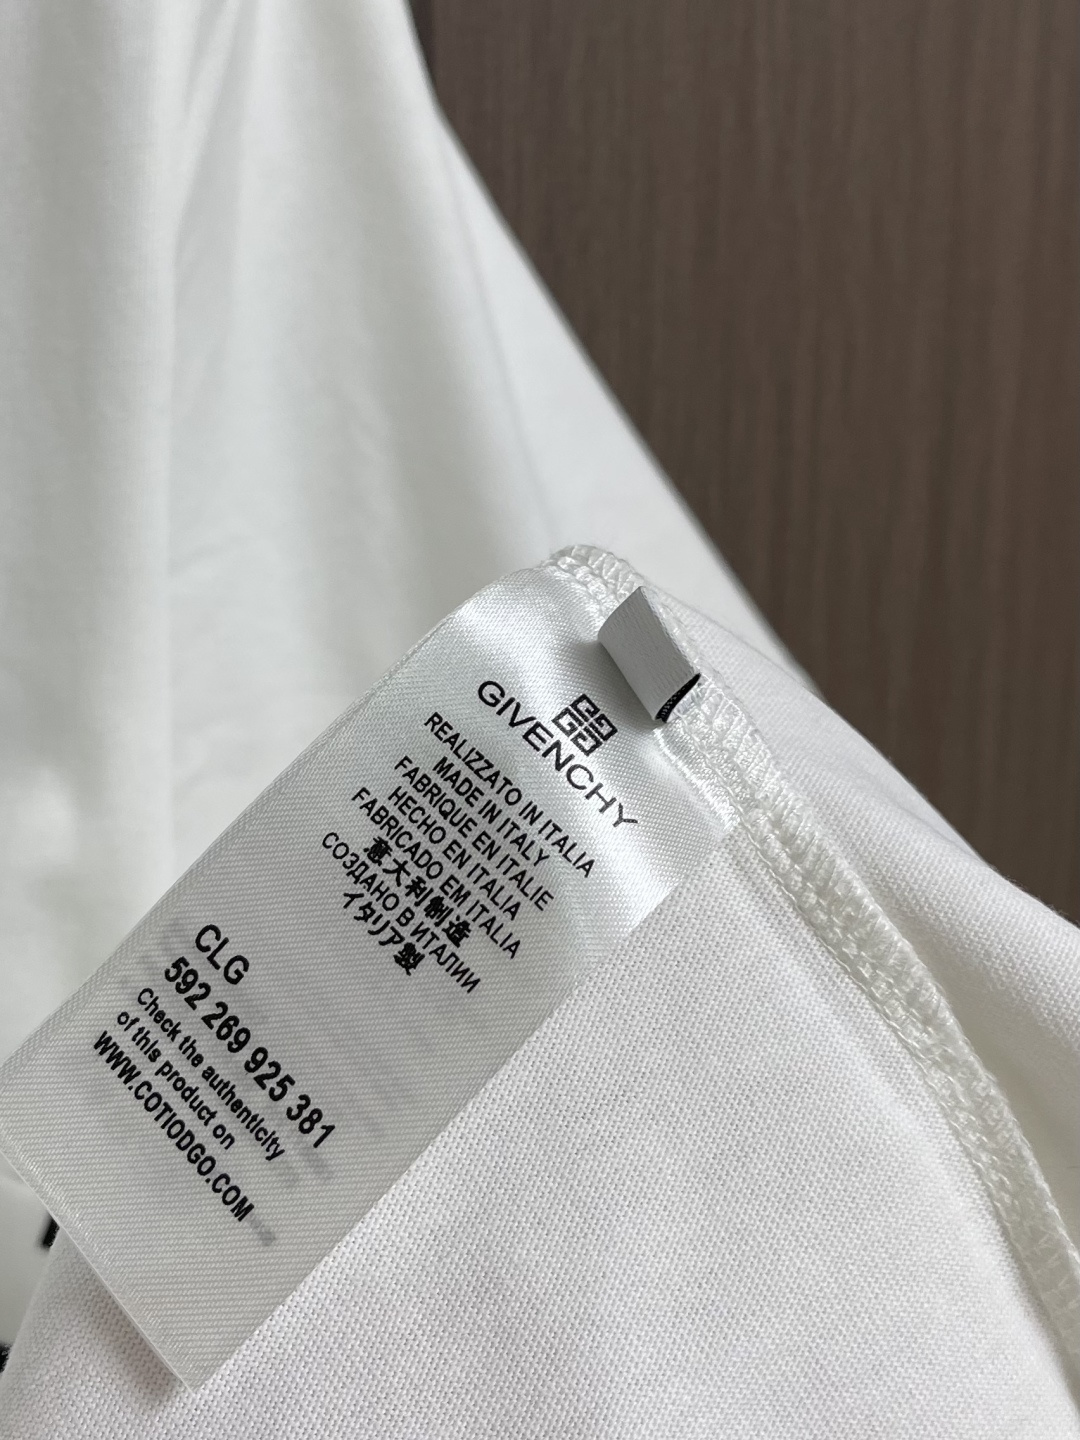 GIVENCHY
REALIZZATO IN ITALIA
MADE IN ITALY
FABRIQUE EN ITALIE
HECHO EN ITALIA
FABRICADO EM ITALIA
意大利制造
СОЗДАНО В ИТАЛИИ
イタリア製
CLG
592 269 925 381
Check the authenticity
of this product on
WWW.COTIODGO.COM